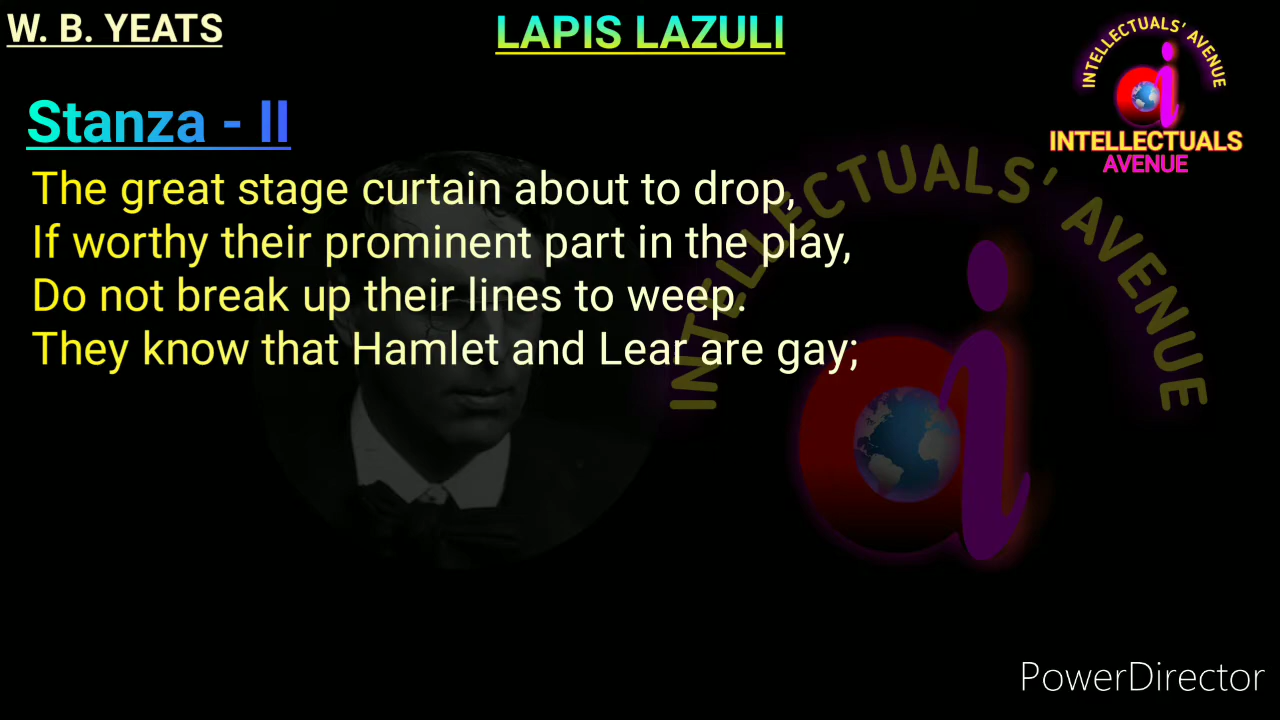 W. B. YEATS
LAPIS LAZULI
INTELLECTUALS' AVENUE
INTELLECTUALS
AVENUE
Stanza - II
The great stage curtain about to drop,
If worthy their prominent part in the play,
Do not break up their lines to weep.
They know that Hamlet and Lear are gay;
INTELLECTUALS' AVENUE
PowerDirector